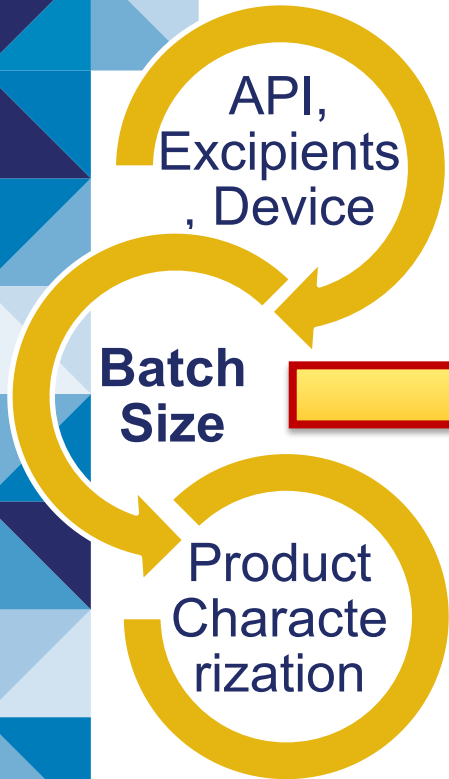 API,
Excipients
, Device
Batch
Size
Product
Characte
rization